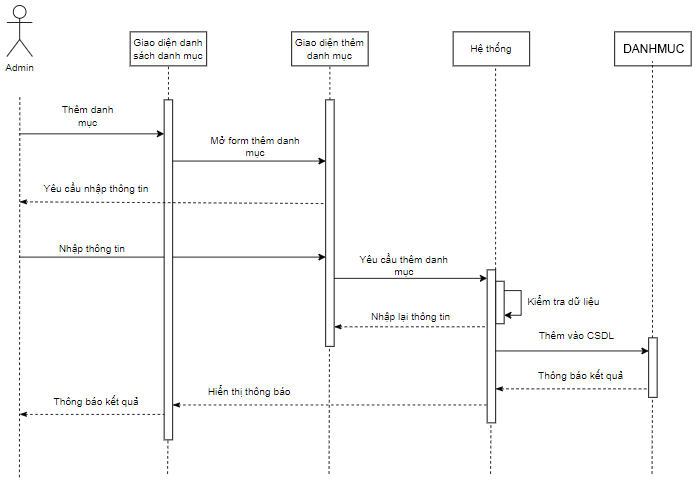 Giao diện danh
sách danh mục
Giao diện thêm
danh mục
Hệ thống
DANHMUC
Admin
Thêm danh
mục
Mở form thêm danh
mục
Yêu cầu nhập thông tin
Nhập thông tin
Yêu cầu thêm danh
mục
Kiểm tra dữ liệu
Nhập lại thông tin
Thêm vào CSDL
Thông báo kết quả
Hiển thị thông báo
Thông báo kết quả